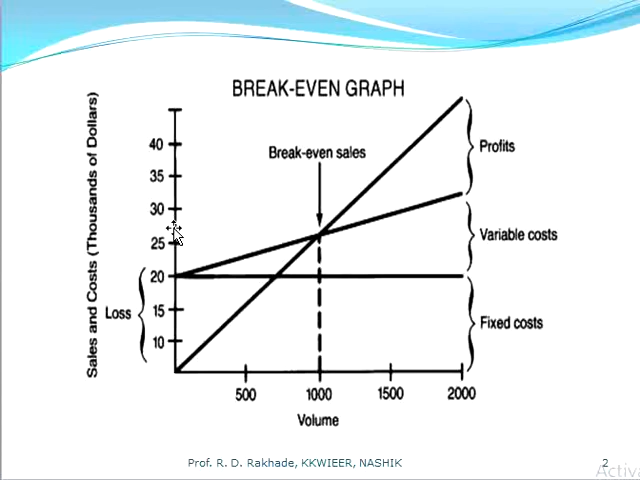 BREAK-EVEN GRAPH
Sales and Costs (Thousands of Dollars)
40
35
30
25
20
15
10
Break-even sales
Profits
Variable costs
Fixed costs
Loss
500 1000 1500 2000
Volume
Prof. R. D. Rakhade, KKWIEER, NASHIK 2